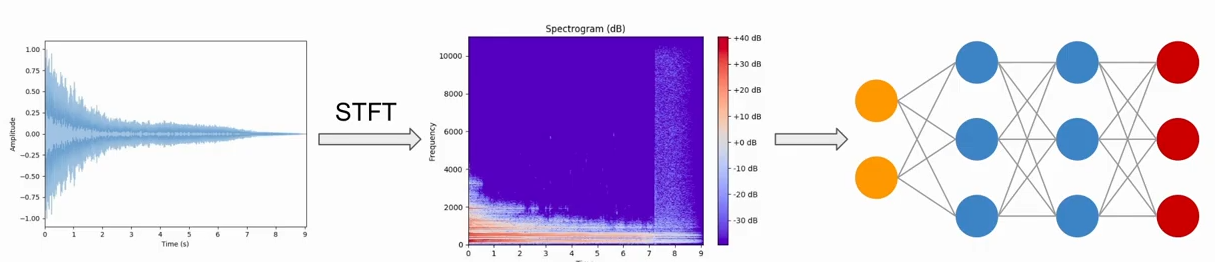 Amplitude
1.00
0.75
0.50
0.25
0.00
−0.25
−0.50
−0.75
−1.00
0 1 2 3 4 5 6 7 8 9
Time (s)
STFT
Spectrogram (dB)
Frequency
10000
8000
6000
4000
2000
0
0 1 2 3 4 5 6 7 8 9
+40 dB
+30 dB
+20 dB
+10 dB
+0 dB
-10 dB
-20 dB
-30 dB